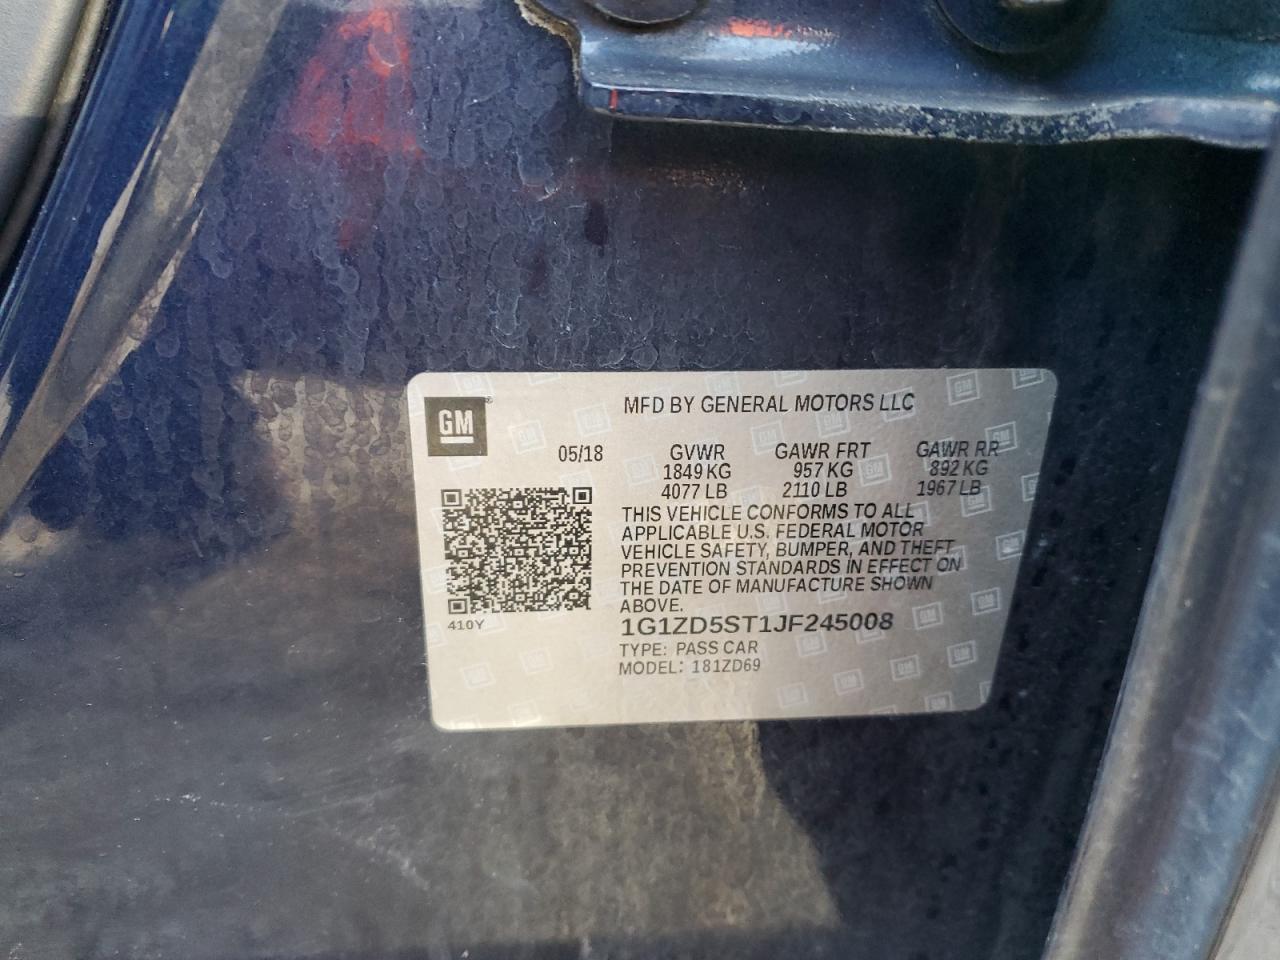 GM
MFD BY GENERAL MOTORS LLC
05/18 GVWR GAWR FRT GAWR RR
1849 KG 957 KG 892 KG
4077 LB 2110 LB 1967 LB
THIS VEHICLE CONFORMS TO ALL
APPLICABLE U.S. FEDERAL MOTOR
VEHICLE SAFETY, BUMPER, AND THEFT
PREVENTION STANDARDS IN EFFECT ON
THE DATE OF MANUFACTURE SHOWN
ABOVE.
410Y
1G1ZD5ST1JF245008
TYPE: PASS CAR
MODEL: 181ZD69